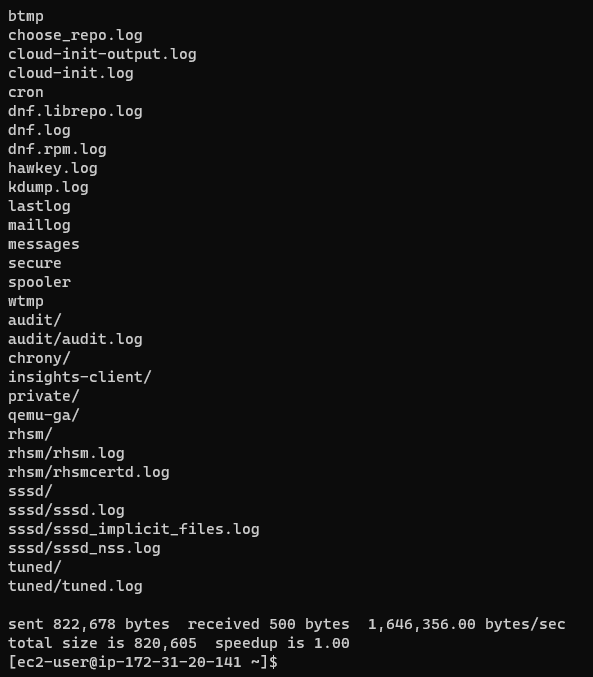 btmp
choose_repo.log
cloud-init-output.log
cloud-init.log
cron
dnf.librepo.log
dnf.log
dnf.rpm.log
hawkey.log
kdump.log
lastlog
maillog
messages
secure
spooler
wtmp
audit/
audit/audit.log
chrony/
insights-client/
private/
qemu-ga/
rhsm/
rhsm/rhsm.log
rhsm/rhsmcertd.log
sssd/
sssd/sssd.log
sssd/sssd_implicit_files.log
sssd/sssd_nss.log
tuned/
tuned/tuned.log
sent 822,678 bytes  received 500 bytes  1,646,356.00 bytes/sec
total size is 820,605  speedup is 1.00
[ec2-user@ip-172-31-20-141 ~]$